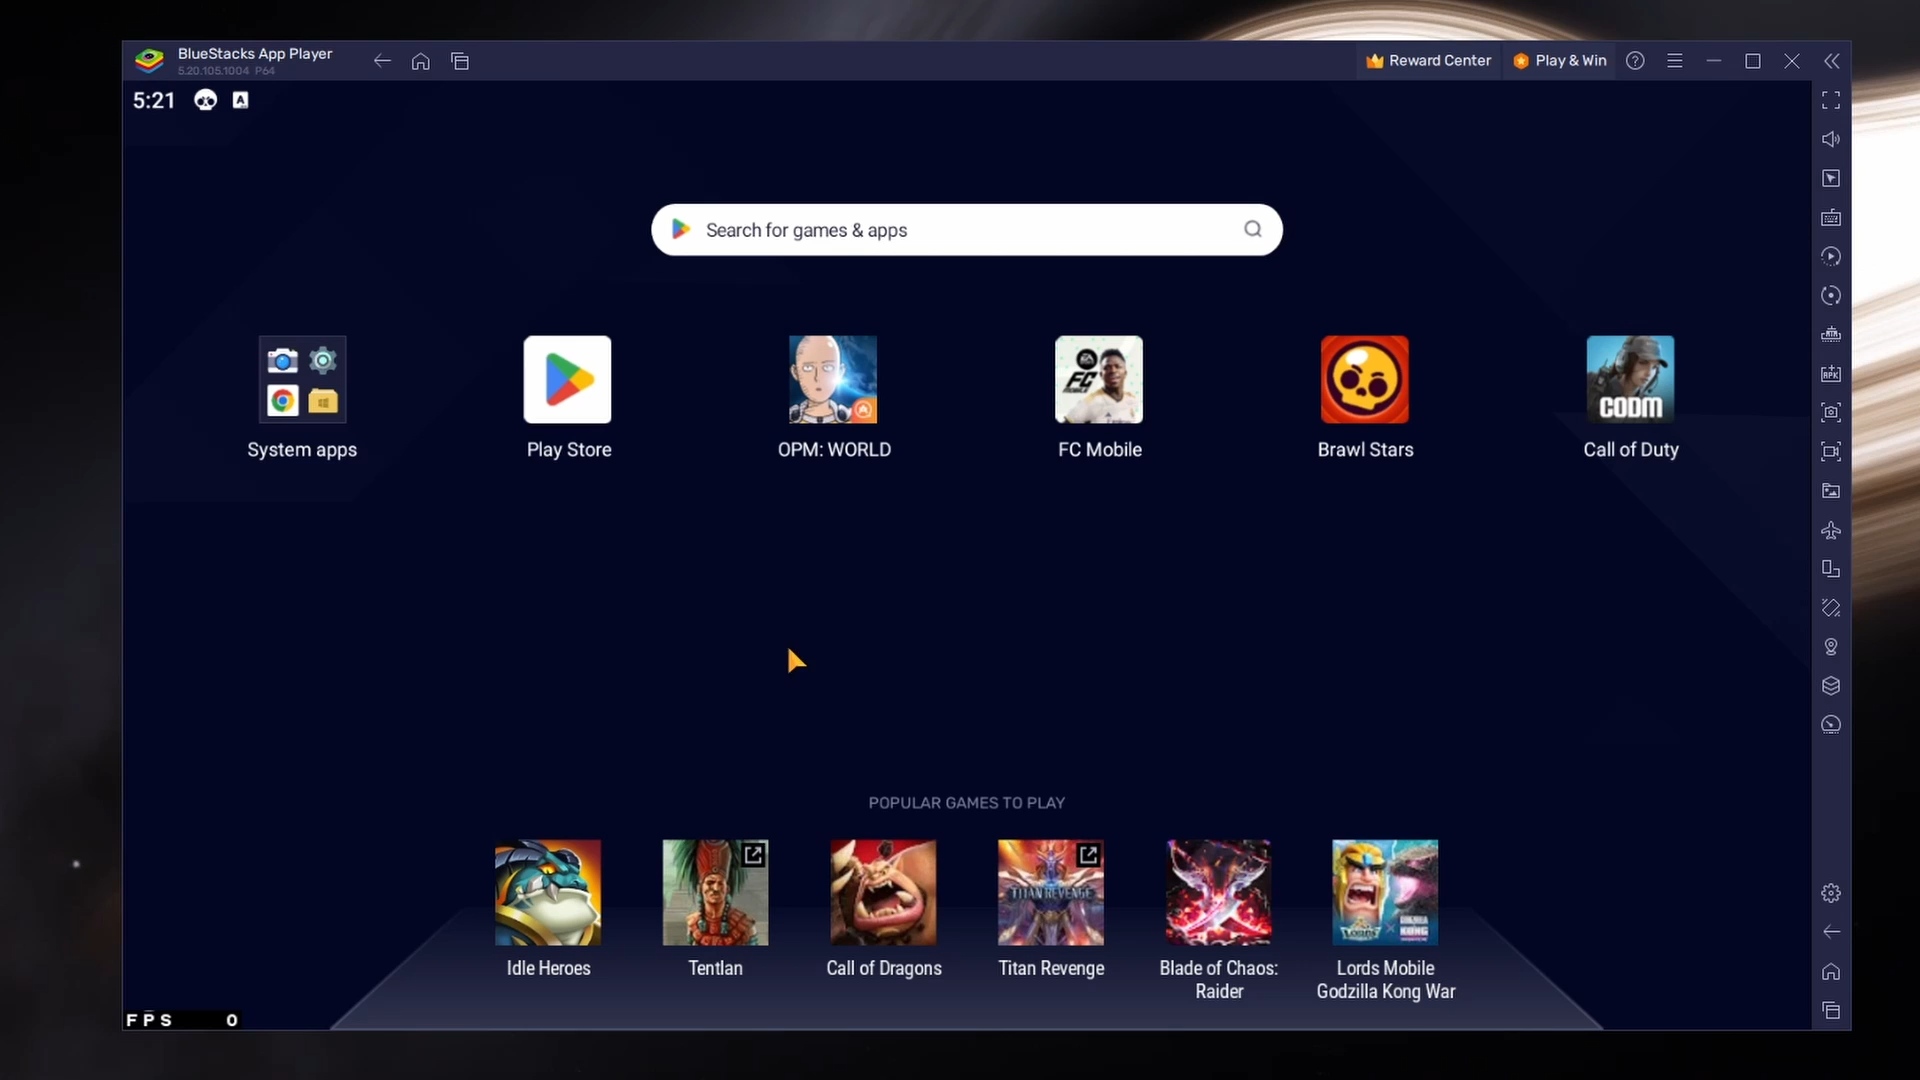 BlueStacks App Player
5.20.105.1004 P64
Reward Center
Play & Win
5:21
Search for games & apps
CODM
System apps
Play Store
OPM: WORLD
FC Mobile
Brawl Stars
Call of Duty
POPULAR GAMES TO PLAY
TITAN REVENGE
Idle Heroes
Tentlan
Call of Dragons
Titan Revenge
Blade of Chaos:
Raider
Lords Mobile
Godzilla Kong War
FPS 0